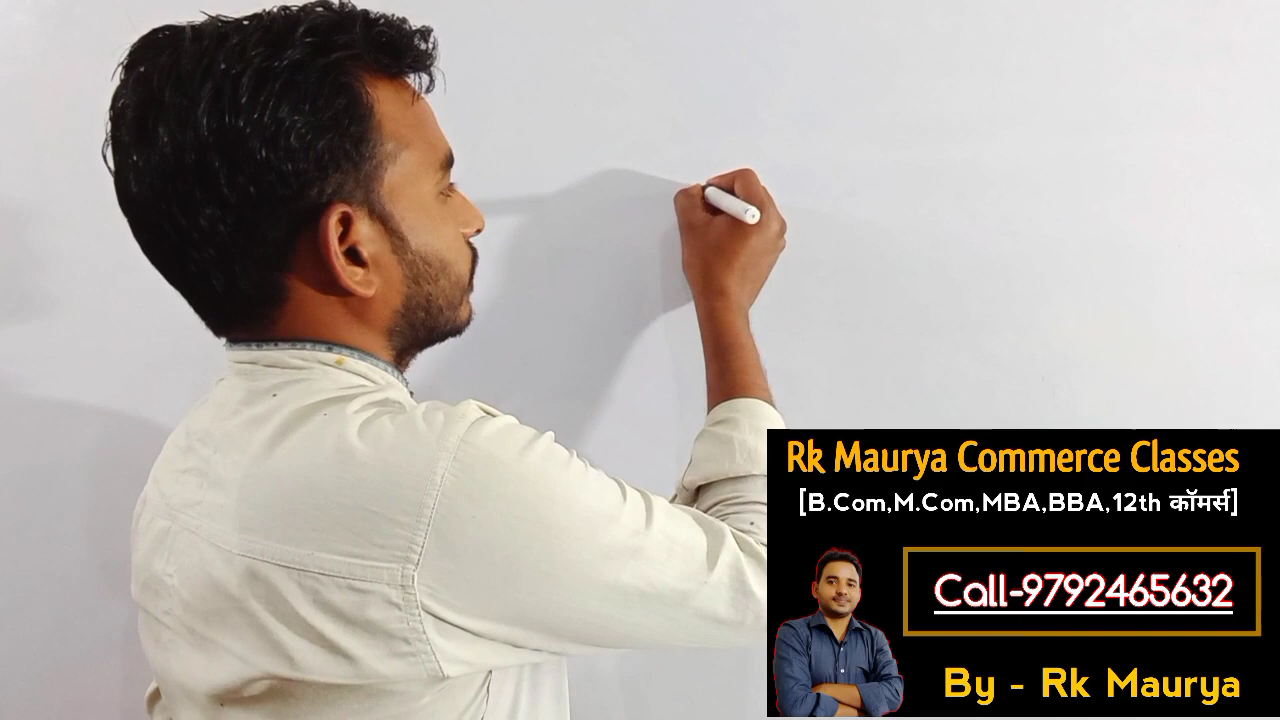 Rk Maurya Commerce Classes
[B.Com,M.Com,MBA,BBA,12th कॉमर्स]
Call-9792465632
By - Rk Maurya